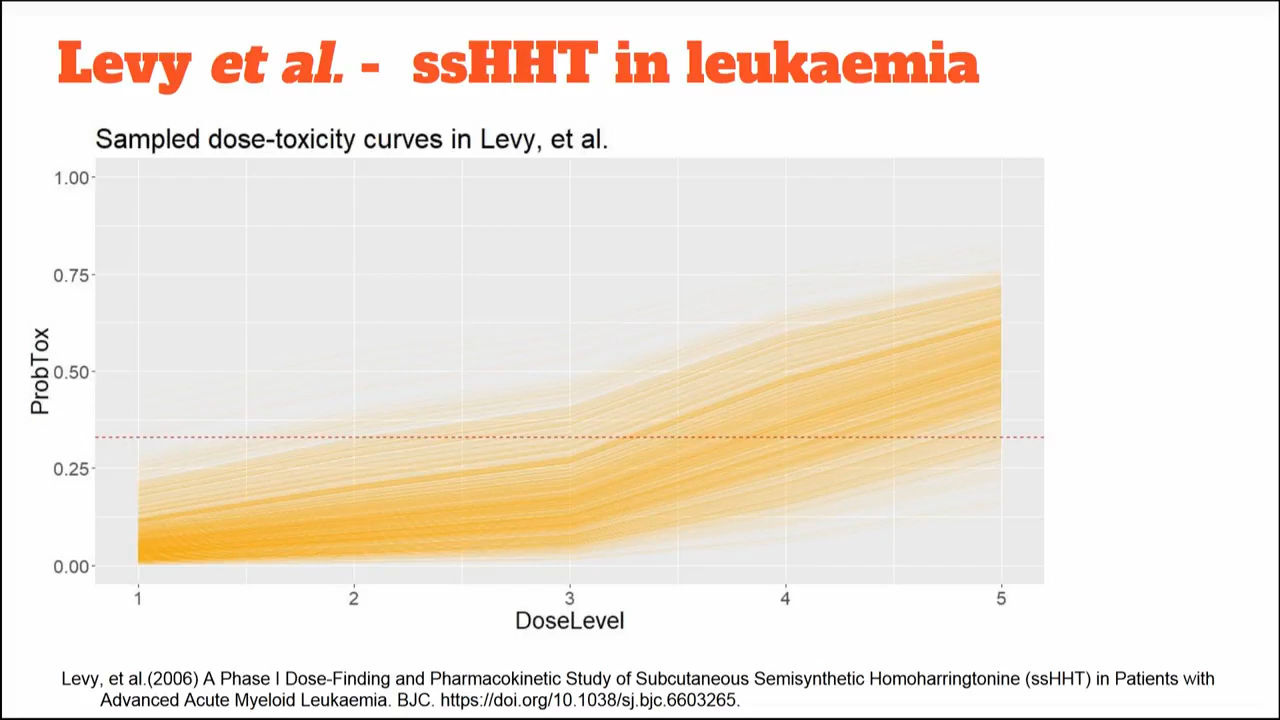 Levy et al. - ssHHT in leukaemia
Sampled dose-toxicity curves in Levy, et al.
1.00
0.75
0.50
0.25
0.00
ProbTox
1 2 3 4 5
DoseLevel
Levy, et al.(2006) A Phase I Dose-Finding and Pharmacokinetic Study of Subcutaneous Semisynthetic Homoharringtonine (ssHHT) in Patients with
Advanced Acute Myeloid Leukaemia. BJC. https://doi.org/10.1038/sj.bjc.6603265.